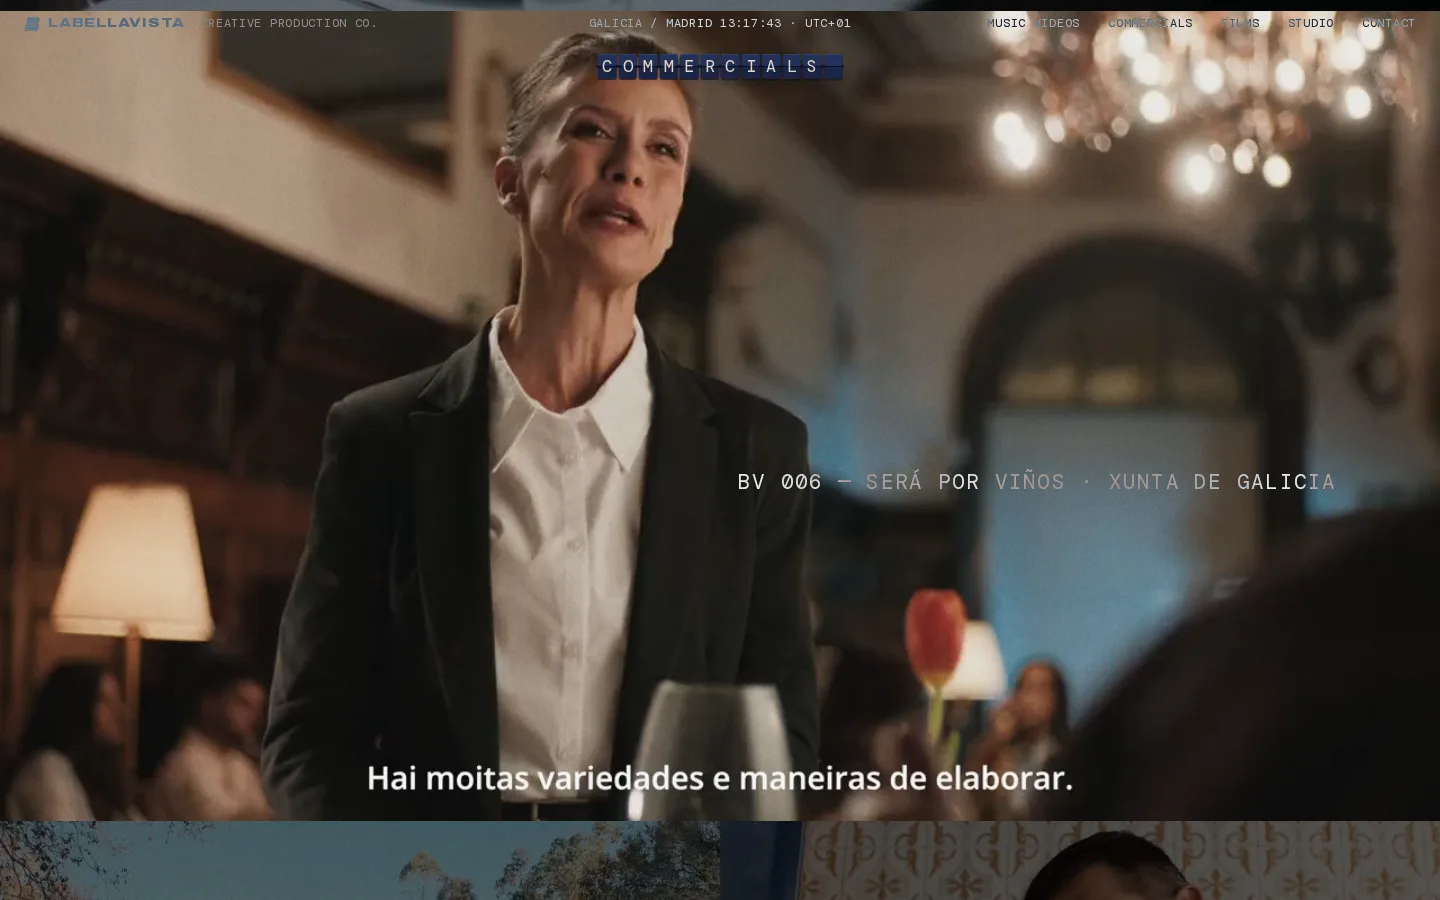 LABELLAVISTA CREATIVE PRODUCTION CO.
GALICIA / MADRID 13:17:43 · UTC+01
MUSIC VIDEOS COMMERCIALS FILMS STUDIO CONTACT
COMMERCIALS
BV 006 — SERÁ POR VIÑOS · XUNTA DE GALICIA
Hai moitas variedades e maneiras de elaborar.